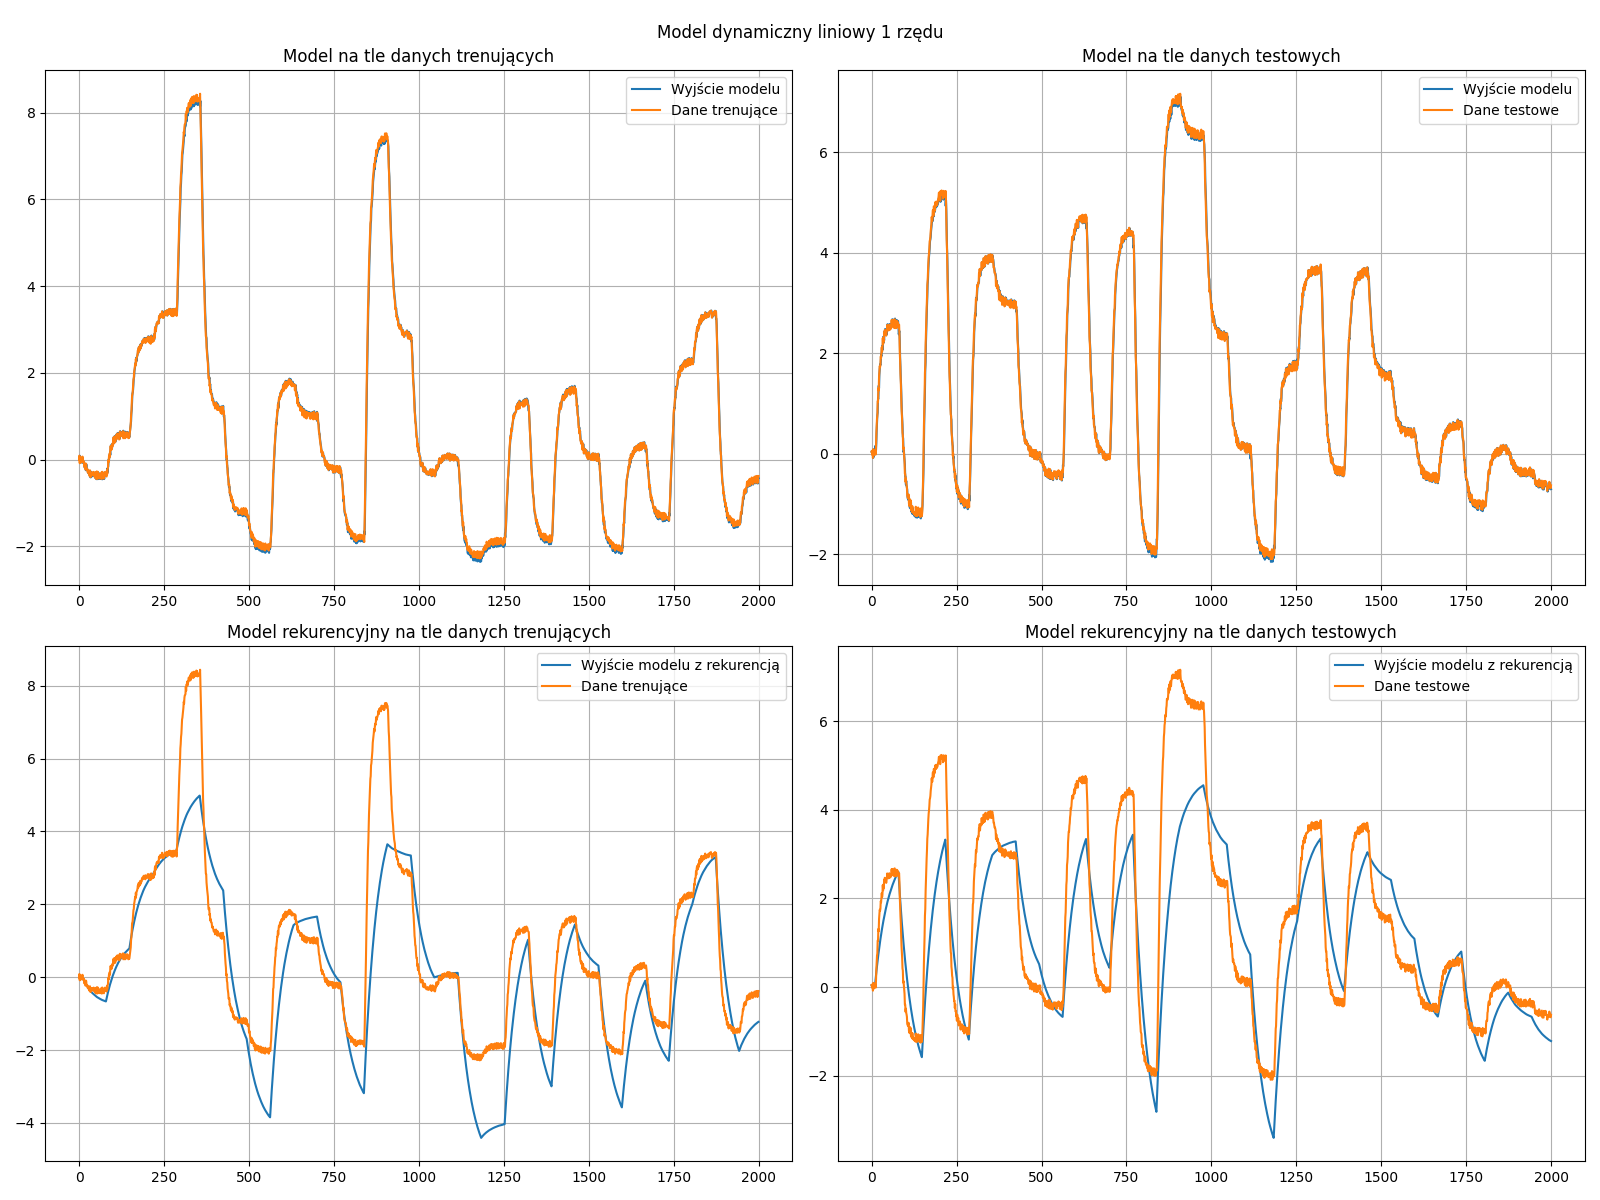 Model dynamiczny liniowy 1 rzędu
Model na tle danych trenujących
Wyjście modelu
Dane trenujące
8
6
4
2
0
−2
0 250 500 750 1000 1250 1500 1750 2000
Model na tle danych testowych
Wyjście modelu
Dane testowe
6
4
2
0
−2
0 250 500 750 1000 1250 1500 1750 2000
Model rekurencyjny na tle danych trenujących
Wyjście modelu z rekurencją
Dane trenujące
8
6
4
2
0
−2
−4
0 250 500 750 1000 1250 1500 1750 2000
Model rekurencyjny na tle danych testowych
Wyjście modelu z rekurencją
Dane testowe
6
4
2
0
−2
0 250 500 750 1000 1250 1500 1750 2000